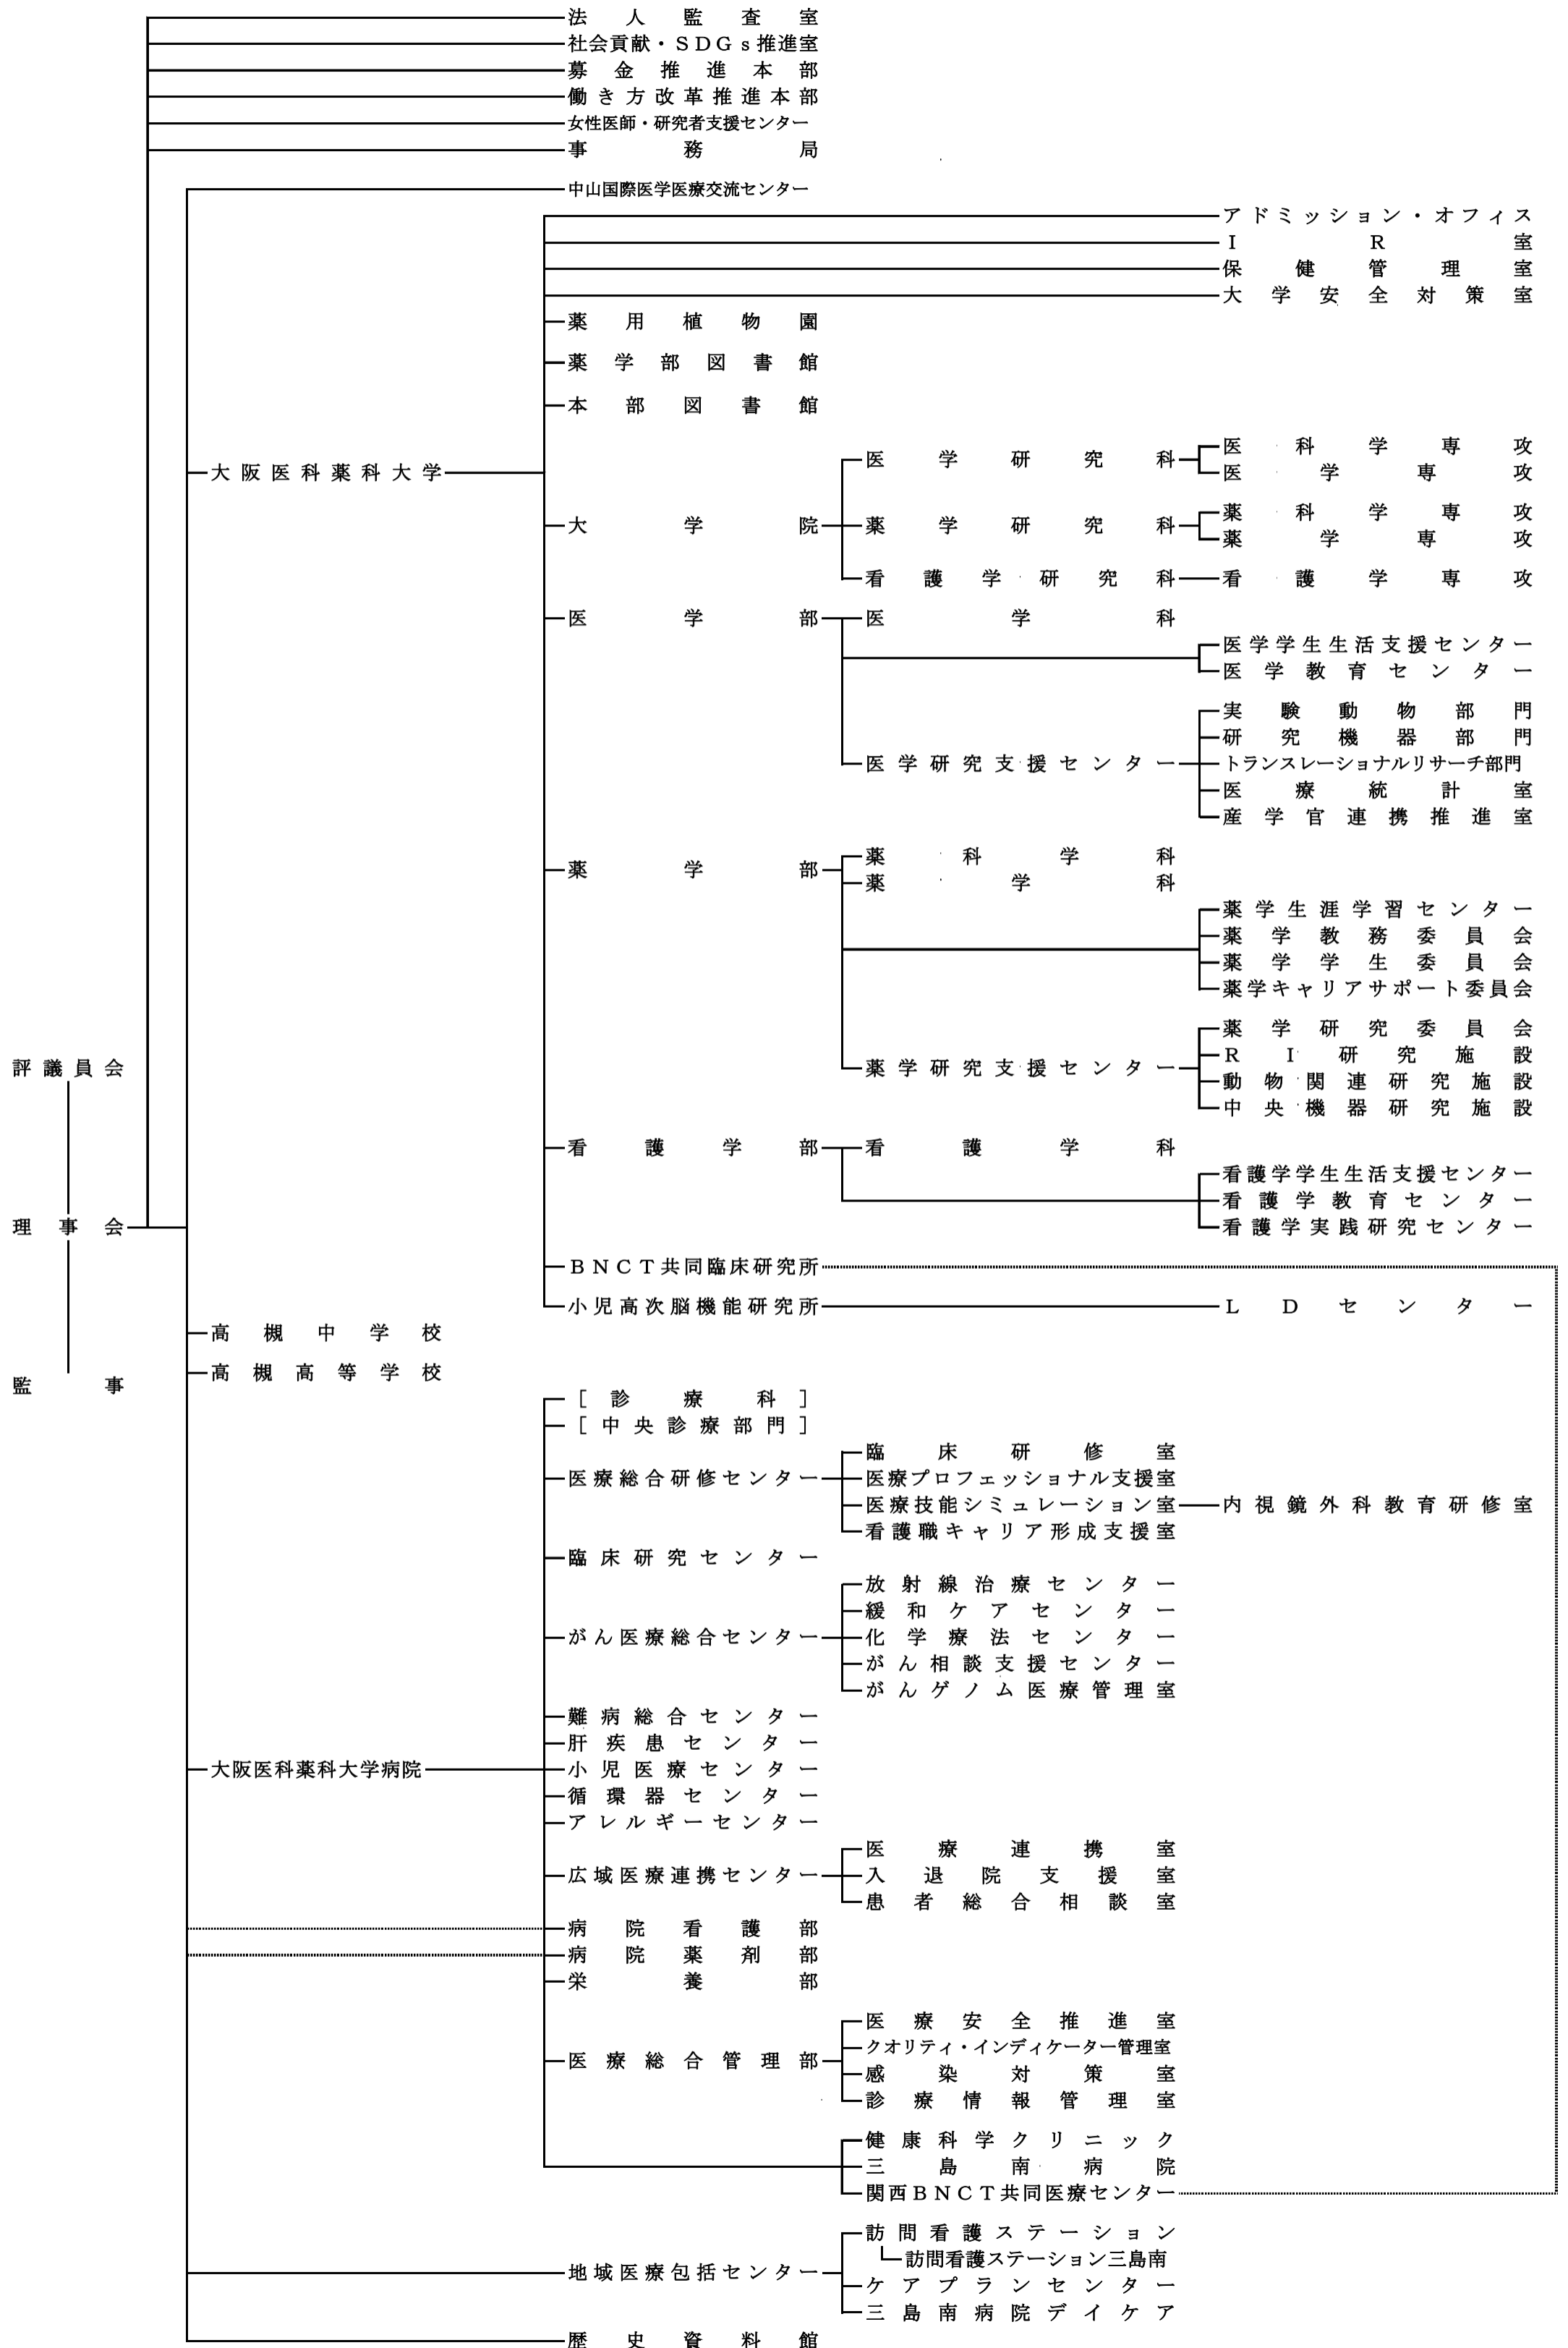 法人監査室
社会貢献・ＳＤＧｓ推進室
募金推進本部
働き方改革推進本部
女性医師・研究者支援センター
事務局
中山国際医学医療交流センター
アドミッション・オフィス
ＩＲ室
保健管理室
大学安全対策室
薬用植物園
薬学部図書館
本部図書館
大阪医科薬科大学
大学院
医学研究科
医科学専攻
医学専攻
薬学研究科
薬科学専攻
薬学専攻
看護学研究科
看護学専攻
医学部
医学科
医学学生生活支援センター
医学教育センター
医学研究支援センター
実験動物部門
研究機器部門
トランスレーショナルリサーチ部門
医療統計室
産学官連携推進室
薬学部
薬科学科
薬学科
薬学生涯学習センター
薬学教務委員会
薬学学生委員会
薬学キャリアサポート委員会
薬学研究支援センター
薬学研究委員会
ＲＩ研究施設
動物関連研究施設
中央機器研究施設
評議員会
理事会
監事
看護学部
看護学科
看護学学生生活支援センター
看護学教育センター
看護学実践研究センター
ＢＮＣＴ共同臨床研究所
小児高次脳機能研究所
ＬＤセンター
高槻中学校
高槻高等学校
大阪医科薬科大学病院
［診療科］
［中央診療部門］
医療総合研修センター
臨床研修室
医療プロフェッショナル支援室
医療技能シミュレーション室
内視鏡外科教育研修室
看護職キャリア形成支援室
臨床研究センター
がん医療総合センター
放射線治療センター
緩和ケアセンター
化学療法センター
がん相談支援センター
がんゲノム医療管理室
難病総合センター
肝疾患センター
小児医療センター
循環器センター
アレルギーセンター
広域医療連携センター
医療連携室
入退院支援室
患者総合相談室
病院看護部
病院薬剤部
栄養部
医療総合管理部
医療安全推進室
クオリティ・インディケーター管理室
感染対策室
診療情報管理室
健康科学クリニック
三島南病院
関西ＢＮＣＴ共同医療センター
地域医療包括センター
訪問看護ステーション
訪問看護ステーション三島南
ケアプランセンター
三島南病院デイケア
歴史資料館